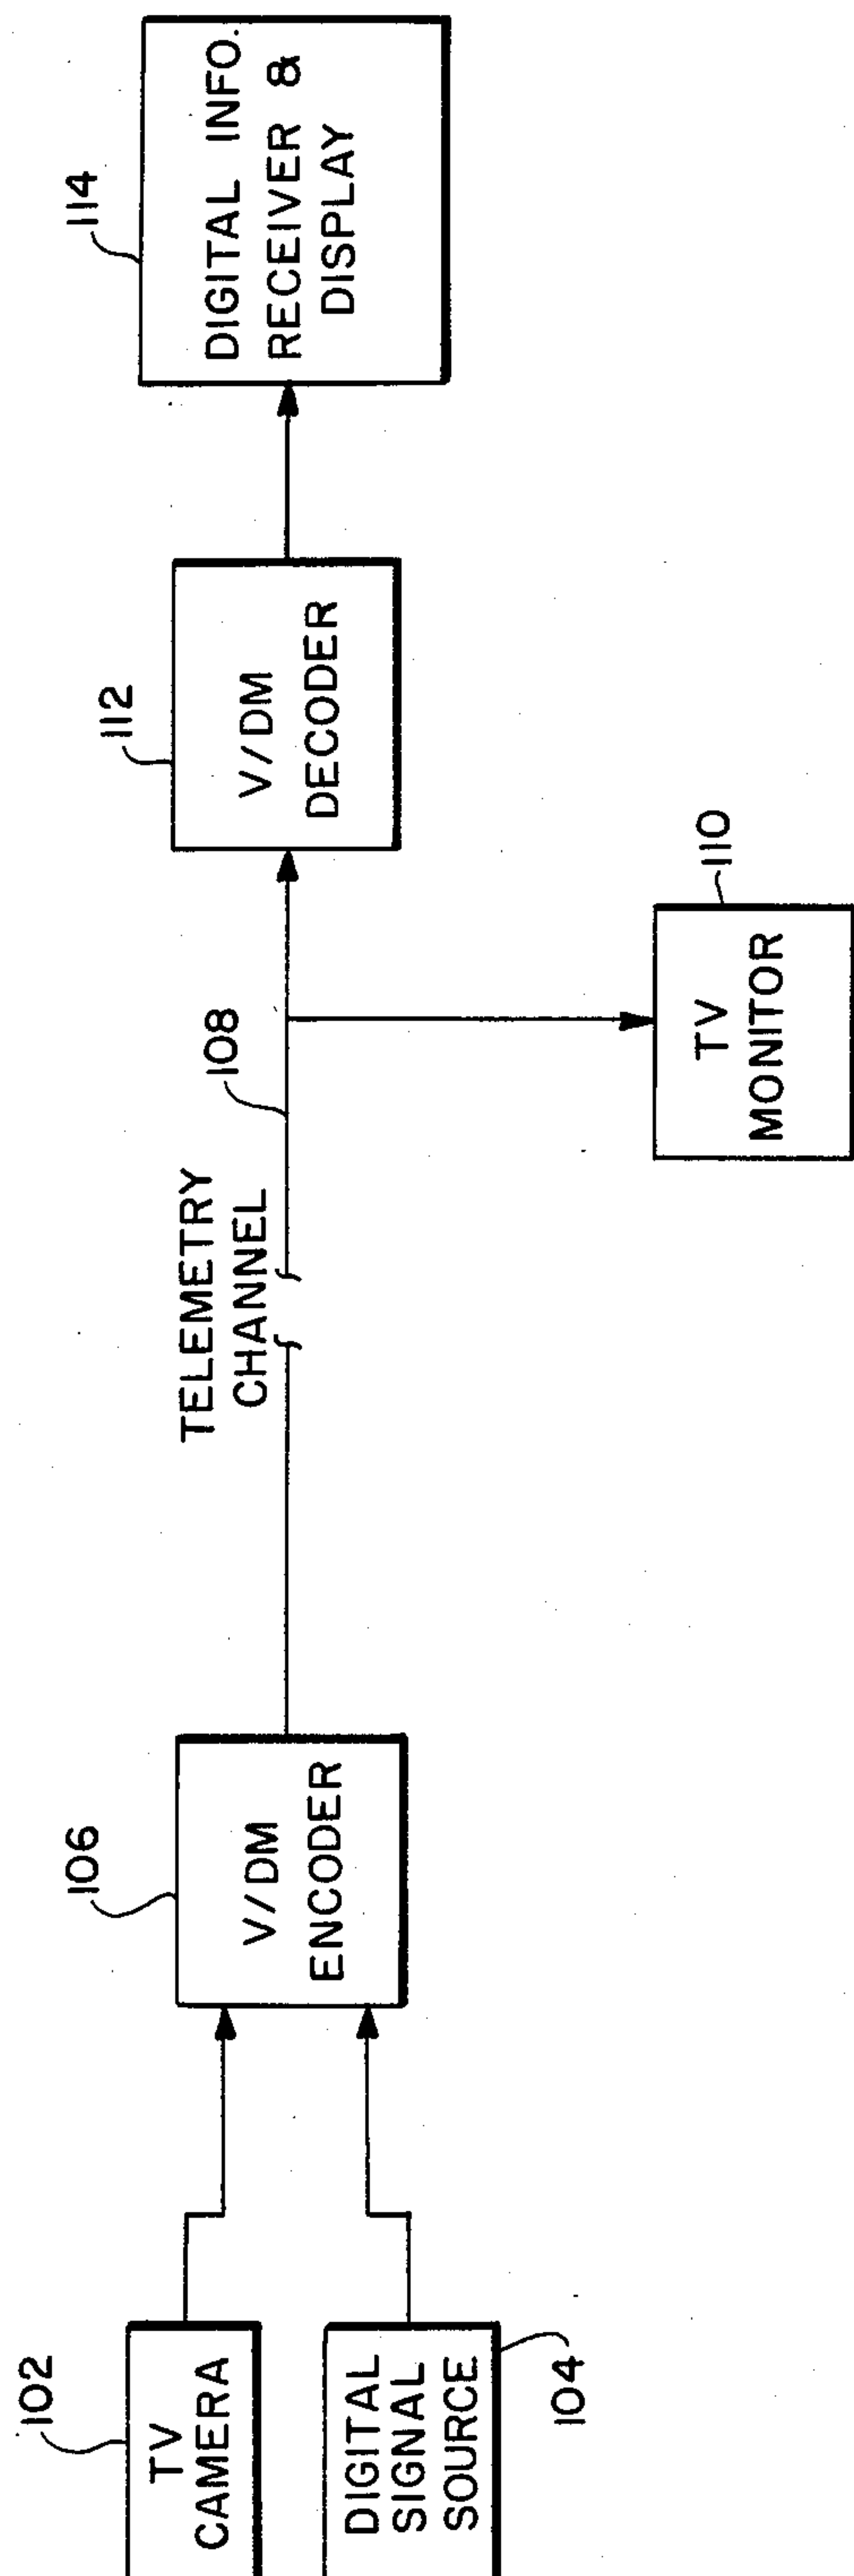 102
TV
CAMERA
DIGITAL
SIGNAL
SOURCE
104
106
V/DM
ENCODER
TELEMETRY
CHANNEL
108
TV
MONITOR
110
112
V/DM
DECODER
114
DIGITAL INFO.
RECEIVER &
DISPLAY